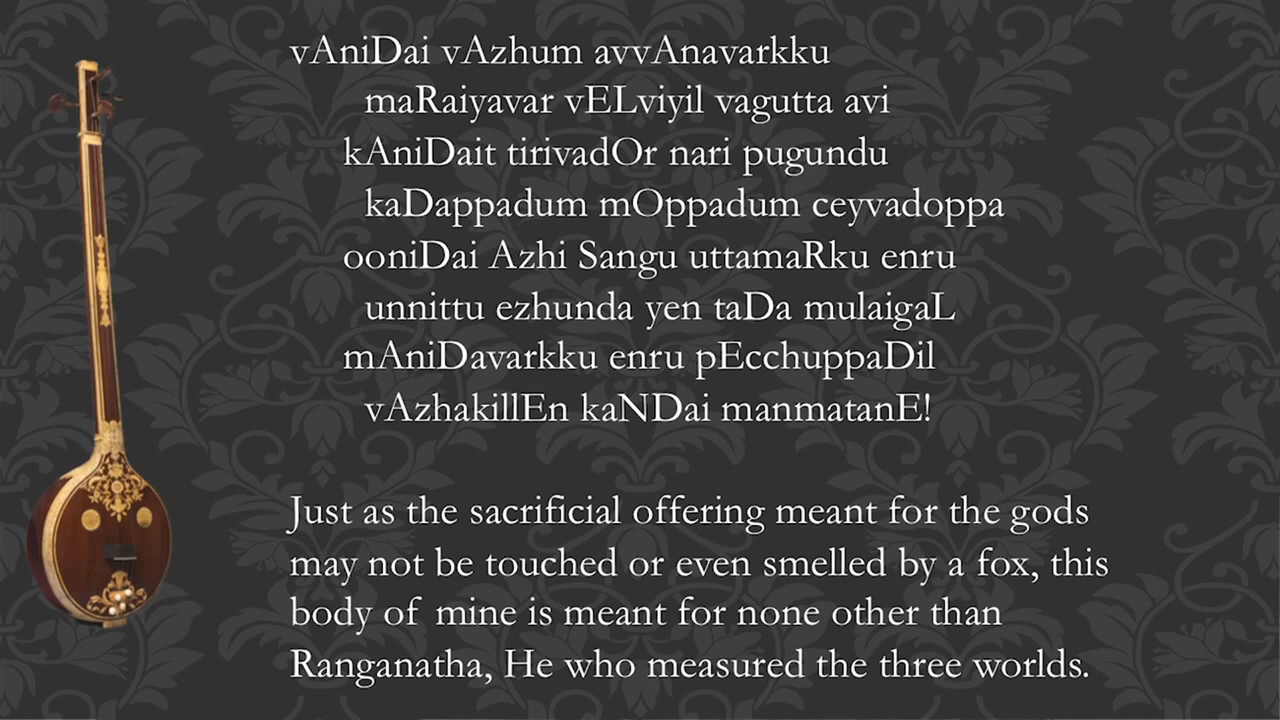 vAniDai vAzhum avvAnavarkku
maRaiyavar vELviyil vagutta avi
kAniDait tirivadOr nari pugundu
kaDappadum mOppadum ceyvadoppa
ooniDai Azhi Sangu uttamaRku enru
unnittu ezhunda yen taDa mulaigaL
mAniDavarkku enru pEcchuppaDil
vAzhakillEn kaNDai manmatanE!
Just as the sacrificial offering meant for the gods
may not be touched or even smelled by a fox, this
body of mine is meant for none other than
Ranganatha, He who measured the three worlds.